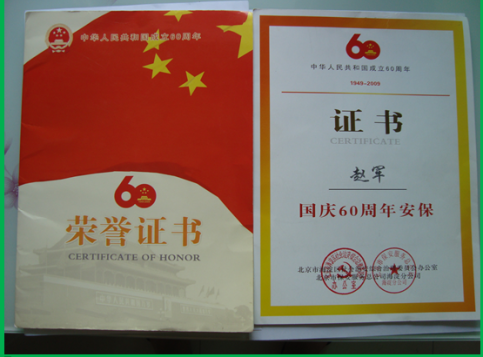 中华人民共和国成立60周年
60
荣誉证书
CERTIFICATE OF HONOR
60
中华人民共和国成立60周年
1949-2009
证书
CERTIFICATE
赵军
国庆60周年安保